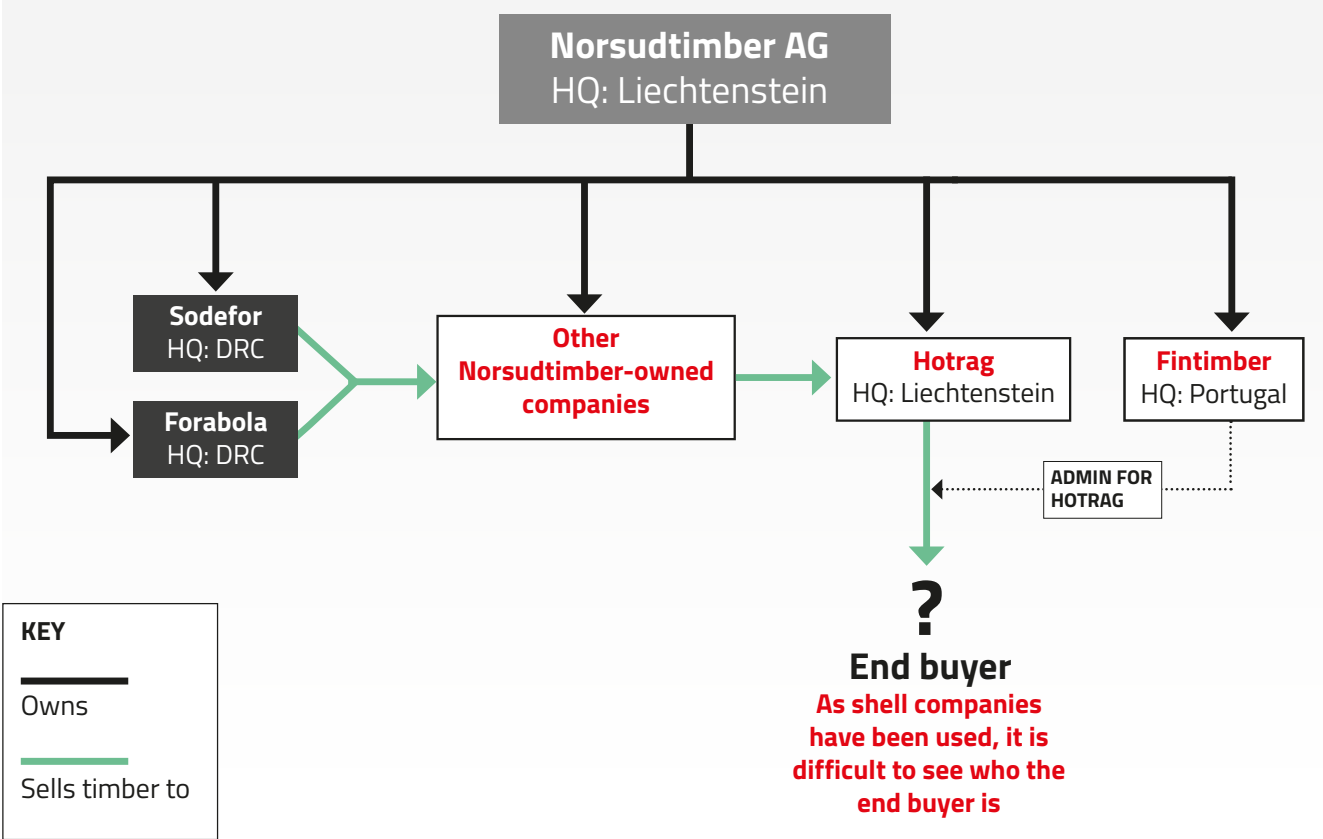 Norsudtimber AG
HQ: Liechtenstein
Sodefor
HQ: DRC
Forabola
HQ: DRC
Other
Norsudtimber-owned
companies
Hotrag
HQ: Liechtenstein
Fintimber
HQ: Portugal
ADMIN FOR
HOTRAG
?
End buyer
As shell companies
have been used, it is
difficult to see who the
end buyer is
KEY
Owns
Sells timber to